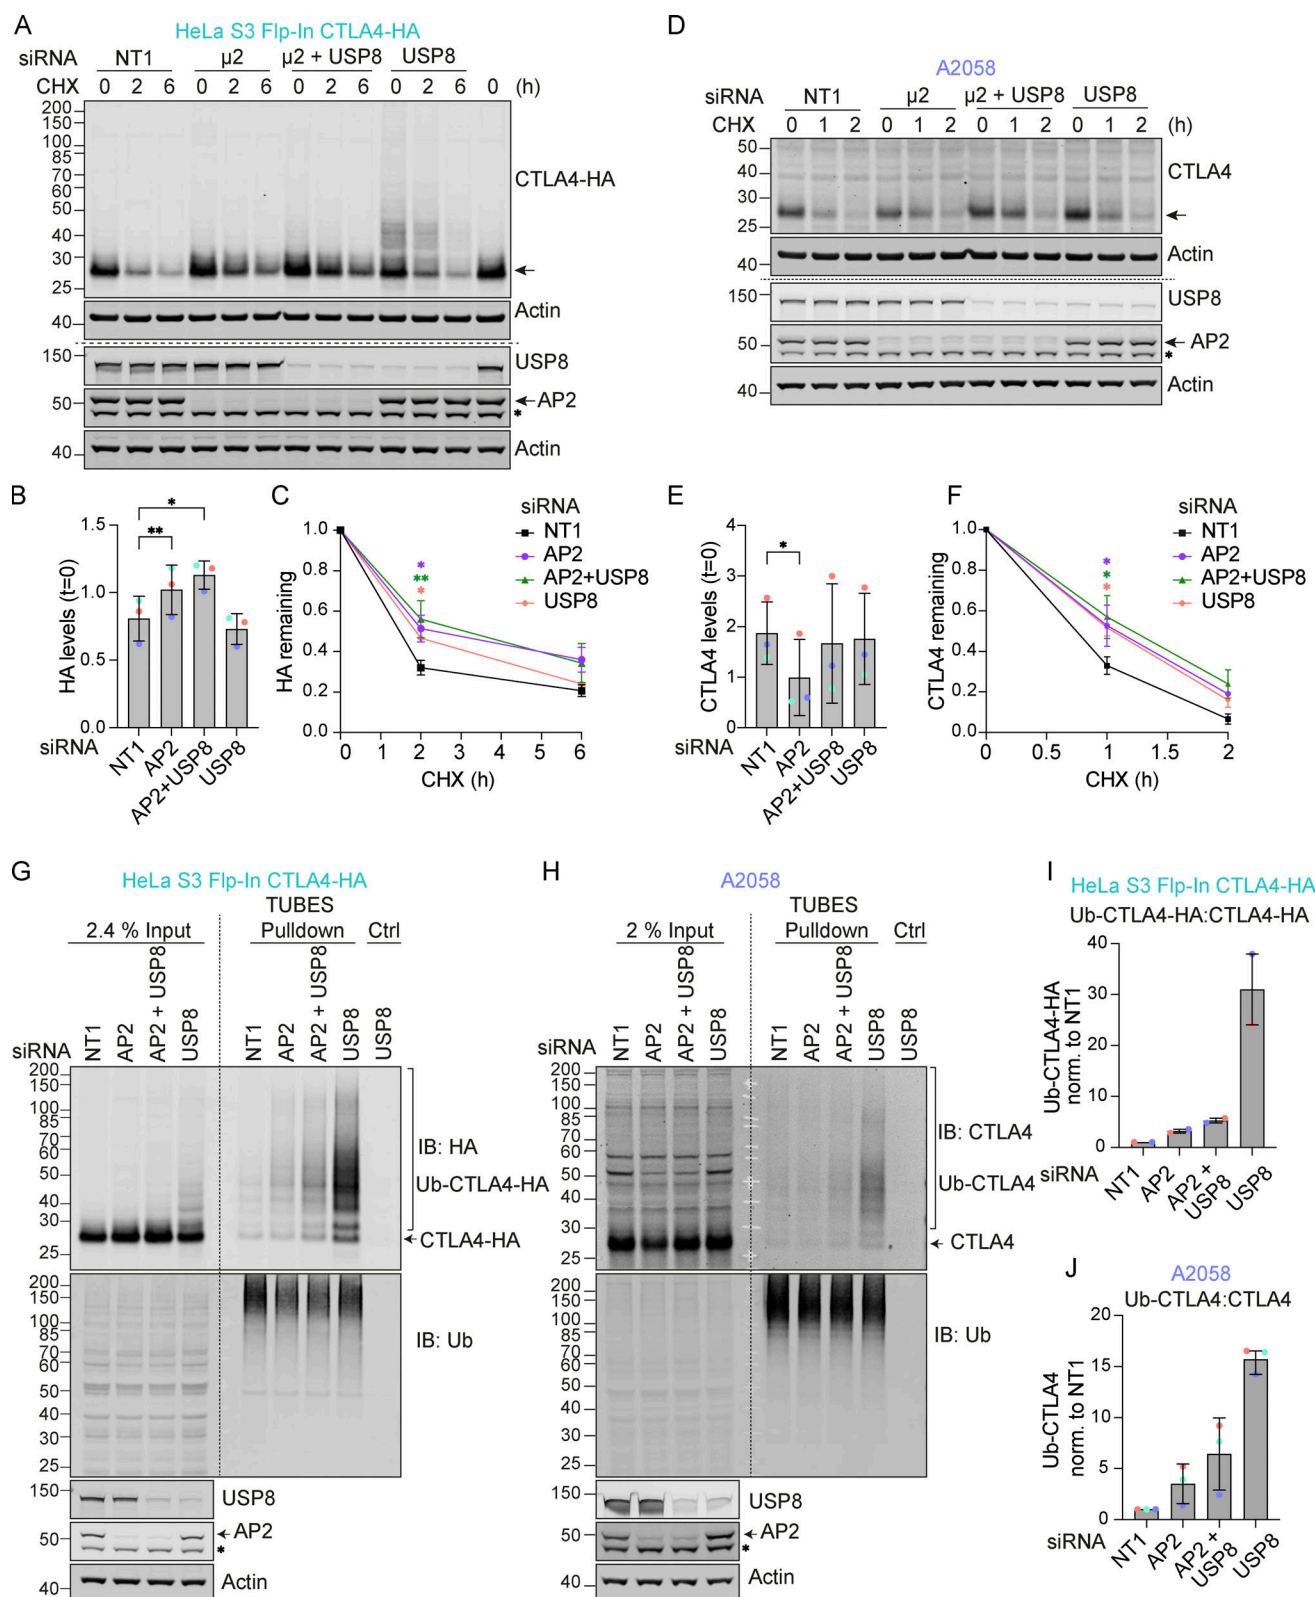 A
HeLa S3 Flp-In CTLA4-HA
siRNA NT1 μ2 μ2 + USP8 USP8
CHX 0 2 6 0 2 6 0 2 6 0 2 6 0 (h)
200
150
100
85
70
60
50
40
30
25
CTLA4-HA
40
Actin
150
USP8
50
AP2
*
40
Actin
D
A2058
siRNA NT1 μ2 μ2 + USP8 USP8
CHX 0 1 2 0 1 2 0 1 2 0 1 2 (h)
50
40
30
25
CTLA4
40
Actin
150
USP8
50
AP2
*
40
Actin
B
HA levels (t=0)
1.5
1.0
0.5
0.0
*
**
siRNA
NT1
AP2
AP2+USP8
USP8
C
HA remaining
1.0
0.8
0.6
0.4
0.2
0.0
*
**
*
0 1 2 3 4 5 6
CHX (h)
siRNA
NT1
AP2
AP2+USP8
USP8
E
CTLA4 levels (t=0)
4
3
2
1
0
*
siRNA
NT1
AP2
AP2+USP8
USP8
F
CTLA4 remaining
1.0
0.8
0.6
0.4
0.2
0.0
*
*
*
0 0.5 1 1.5 2
CHX (h)
siRNA
NT1
AP2
AP2+USP8
USP8
G
HeLa S3 Flp-In CTLA4-HA
TUBES
2.4 % Input Pulldown Ctrl
siRNA NT1 AP2 AP2 + USP8 USP8 NT1 AP2 AP2 + USP8 USP8 USP8
200
150
100
85
70
60
50
40
30
25
IB: HA
Ub-CTLA4-HA
CTLA4-HA
200
150
100
85
70
60
50
40
30
25
IB: Ub
150
USP8
50
AP2
*
40
Actin
H
A2058
TUBES
2 % Input Pulldown Ctrl
siRNA NT1 AP2 AP2 + USP8 USP8 NT1 AP2 AP2 + USP8 USP8 USP8
200
150
100
85
70
60
50
40
30
25
IB: CTLA4
Ub-CTLA4
CTLA4
200
150
100
85
70
60
50
40
30
25
IB: Ub
150
USP8
50
AP2
*
40
Actin
I
HeLa S3 Flp-In CTLA4-HA
Ub-CTLA4-HA:CTLA4-HA
Ub-CTLA4-HA
norm. to NT1
40
30
20
10
0
siRNA
NT1
AP2
AP2 +
USP8
USP8
J
A2058
Ub-CTLA4:CTLA4
Ub-CTLA4
norm. to NT1
20
15
10
5
0
siRNA
NT1
AP2
AP2 +
USP8
USP8